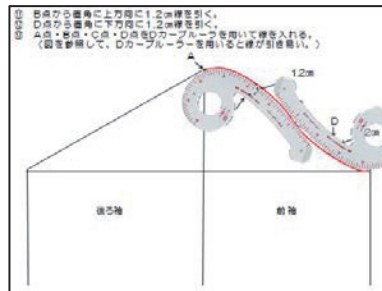 ⑪ B点から直角に上方向に1.2㎝線を引く。
⑫ D点から直角に下方向に1.2㎝線を引く。
⑬ A点・B点・C点・D点をDカーブルーラを用いて線を入れる。
(図を参照して、Dカーブルーラーを用いると線が引き易い。)
A
1.2㎝
D
2㎝
後ろ袖
前袖